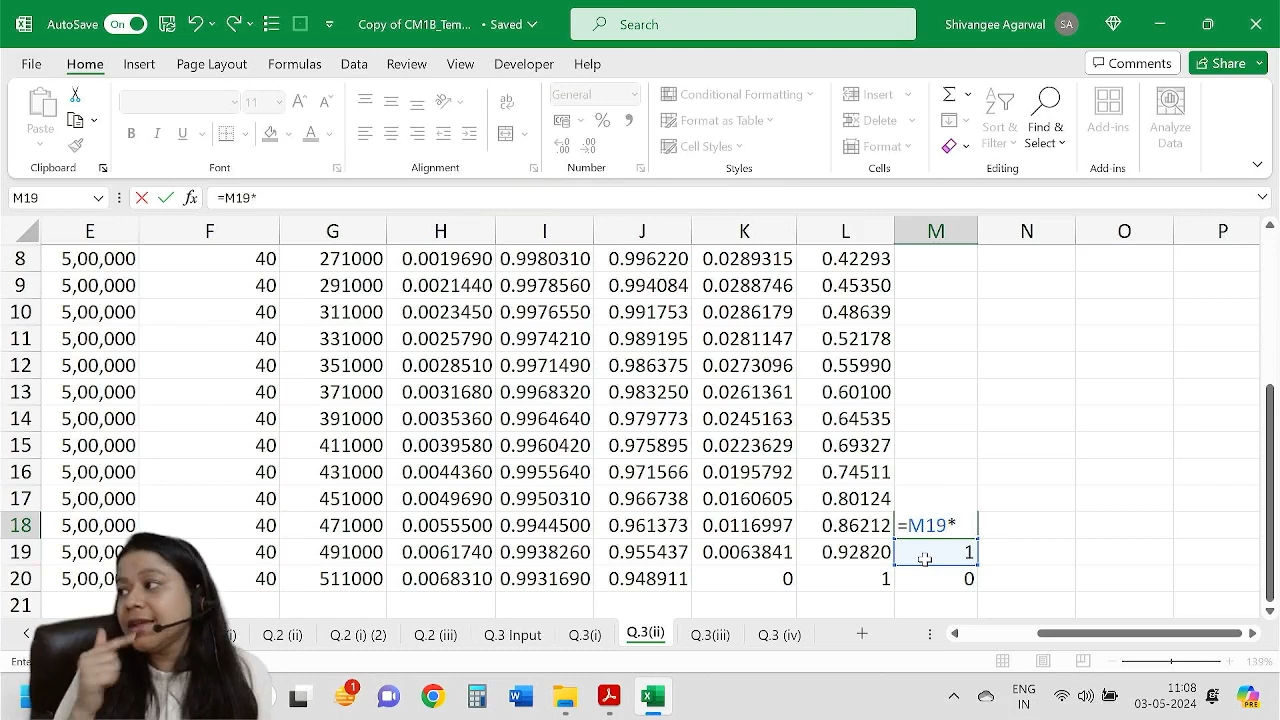 AutoSave On Copy of CM1B_Tem... • Saved Search Shivangee Agarwal SA
File Home Insert Page Layout Formulas Data Review View Developer Help Comments Share
Paste 11 A A ab General Conditional Formatting Insert Σ
B I U A % Format as Table Delete Sort & Filter Find & Select Add-ins Analyze Data
Cell Styles Format
Clipboard Font Alignment Number Styles Cells Editing Add-ins
M19 fx =M19*
E F G H I J K L M N O P
8 5,00,000 40 271000 0.0019690 0.9980310 0.996220 0.0289315 0.42293
9 5,00,000 40 291000 0.0021440 0.9978560 0.994084 0.0288746 0.45350
10 5,00,000 40 311000 0.0023450 0.9976550 0.991753 0.0286179 0.48639
11 5,00,000 40 331000 0.0025790 0.9974210 0.989195 0.0281147 0.52178
12 5,00,000 40 351000 0.0028510 0.9971490 0.986375 0.0273096 0.55990
13 5,00,000 40 371000 0.0031680 0.9968320 0.983250 0.0261361 0.60100
14 5,00,000 40 391000 0.0035360 0.9964640 0.979773 0.0245163 0.64535
15 5,00,000 40 411000 0.0039580 0.9960420 0.975895 0.0223629 0.69327
16 5,00,000 40 431000 0.0044360 0.9955640 0.971566 0.0195792 0.74511
17 5,00,000 40 451000 0.0049690 0.9950310 0.966738 0.0160605 0.80124
18 5,00,000 40 471000 0.0055500 0.9944500 0.961373 0.0116997 0.86212 =M19*
19 40 491000 0.0061740 0.9938260 0.955437 0.0063841 0.92820 1
20 40 511000 0.0068310 0.9931690 0.948911 0 1 0
21
Q.2 (ii) Q.2 (i) (2) Q.2 (iii) Q.3 Input Q.3(i) Q.3(ii) Q.3(iii) Q.3 (iv)
139%
1 ENG IN 11:08 03-05-2024 PRE